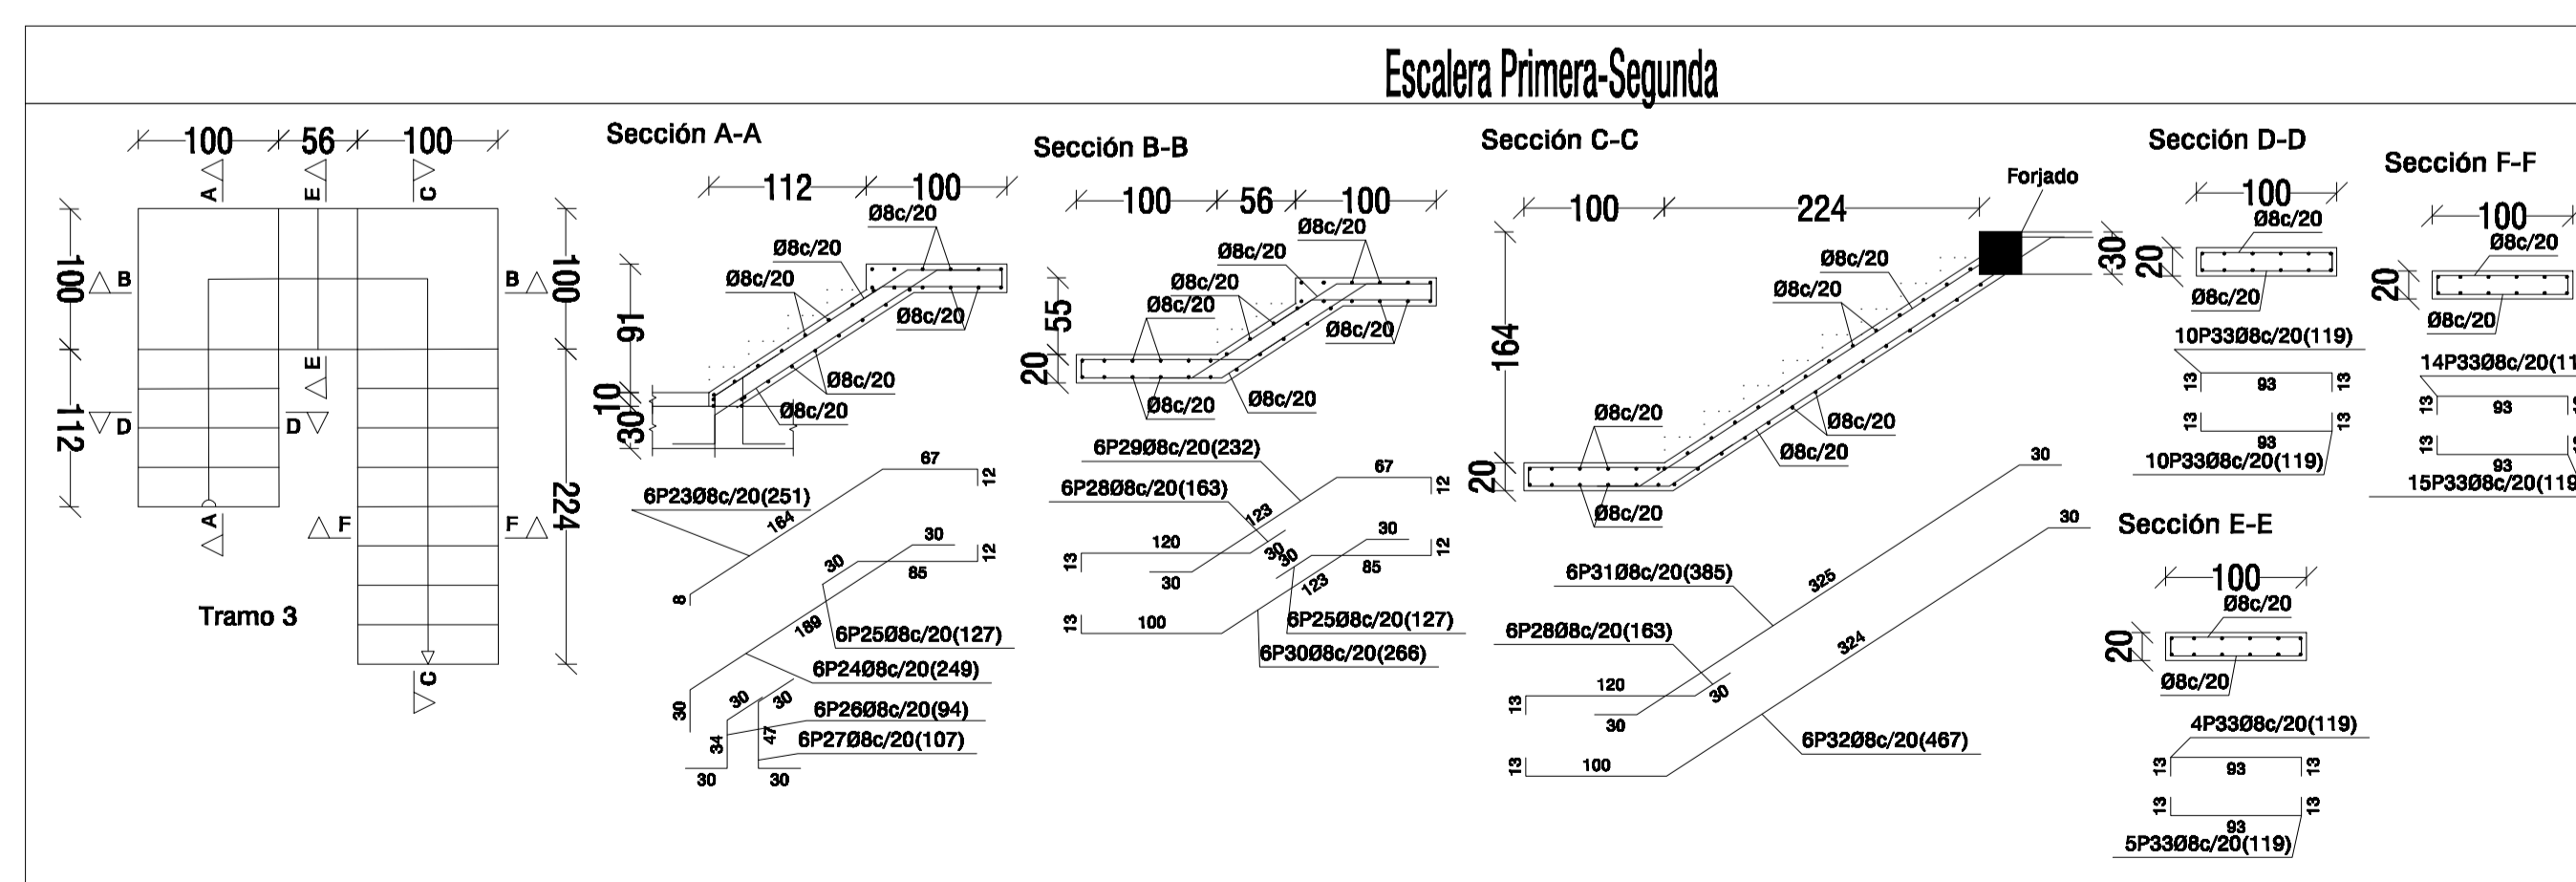 Escalera Primera-Segunda
100
56
100
A
E
C
100
B
B
100
E
112
D
D
A
F
F
224
C
Tramo 3
Sección A-A
112
100
Ø8c/20
Ø8c/20
Ø8c/20
91
Ø8c/20
Ø8c/20
Ø8c/20
10
30
67
12
6P23Ø8c/20(251)
164
8
30
30
85
12
189
6P25Ø8c/20(127)
6P24Ø8c/20(249)
30
30
30
6P26Ø8c/20(94)
34
47
6P27Ø8c/20(107)
30
30
Sección B-B
100
56
100
Ø8c/20
Ø8c/20
Ø8c/20
Ø8c/20
55
Ø8c/20
20
Ø8c/20
Ø8c/20
6P29Ø8c/20(232)
67
12
6P28Ø8c/20(163)
123
120
30
13
30
30
30
85
12
123
13
100
6P25Ø8c/20(127)
6P30Ø8c/20(266)
Sección C-C
Forjado
100
224
30
Ø8c/20
Ø8c/20
164
Ø8c/20
Ø8c/20
Ø8c/20
20
Ø8c/20
30
30
6P31Ø8c/20(385)
325
6P28Ø8c/20(163)
324
120
30
13
30
6P32Ø8c/20(467)
13
100
Sección D-D
100
Ø8c/20
20
Ø8c/20
10P33Ø8c/20(119)
13
93
13
13
93
13
10P33Ø8c/20(119)
Sección F-F
100
Ø8c/20
20
Ø8c/20
14P33Ø8c/20(11
13
93
13
93
15P33Ø8c/20(119
Sección E-E
100
Ø8c/20
20
Ø8c/20
4P33Ø8c/20(119)
13
93
13
13
93
13
5P33Ø8c/20(119)